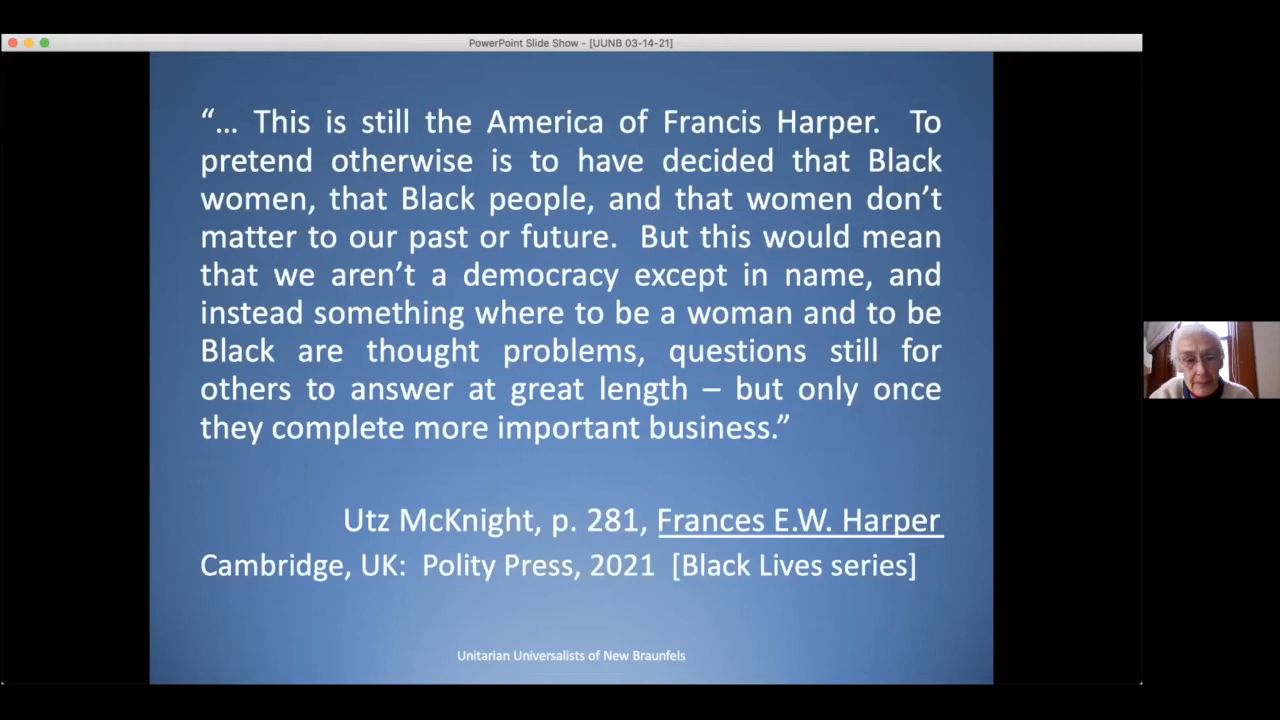 PowerPoint Slide Show - [UUNB 03-14-21]
“... This is still the America of Francis Harper. To
pretend otherwise is to have decided that Black
women, that Black people, and that women don’t
matter to our past or future. But this would mean
that we aren’t a democracy except in name, and
instead something where to be a woman and to be
Black are thought problems, questions still for
others to answer at great length – but only once
they complete more important business.”
Utz McKnight, p. 281, Frances E.W. Harper
Cambridge, UK: Polity Press, 2021 [Black Lives series]
Unitarian Universalists of New Braunfels